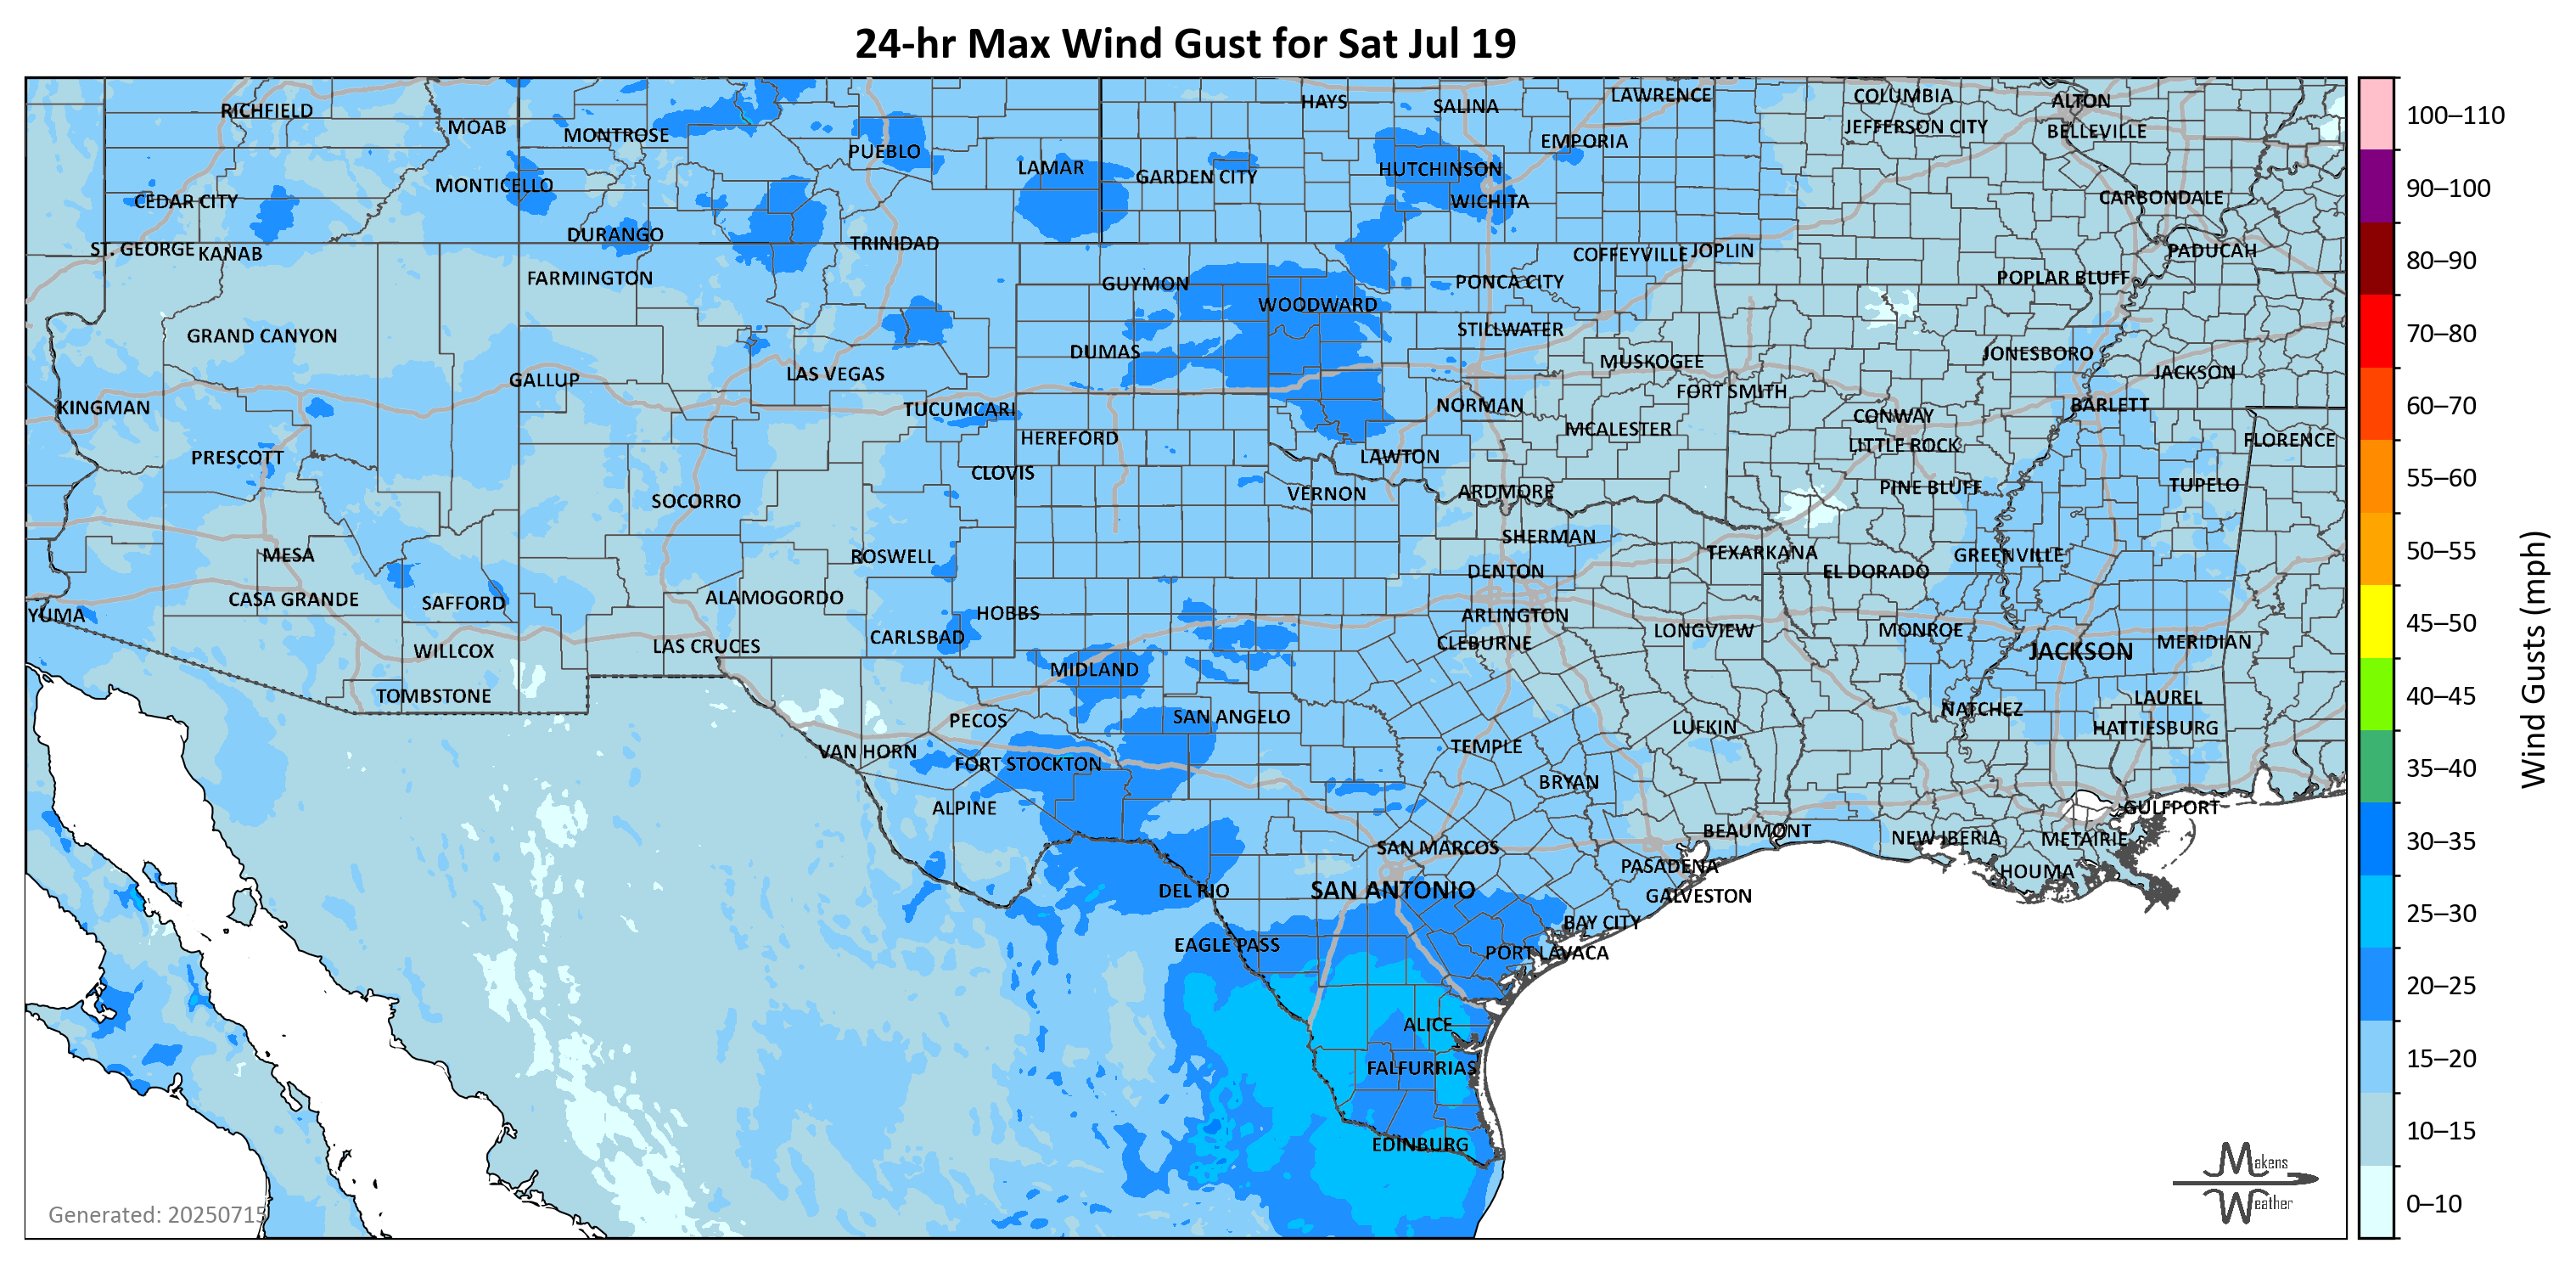 24-hr Max Wind Gust for Sat Jul 19
RICHFIELD
MOAB
MONTROSE
PUEBLO
LAMAR
HAYS
SALINA
LAWRENCE
COLUMBIA
ALTON
JEFFERSON CITY
BELLEVILLE
EMPORIA
HUTCHINSON
GARDEN CITY
MONTICELLO
CEDAR CITY
WICHITA
CARBONDALE
DURANGO
TRINIDAD
ST. GEORGE
KANAB
COFFEYVILLE
JOPLIN
PADUCAH
FARMINGTON
GUYMON
PONCA CITY
POPLAR BLUFF
WOODWARD
GRAND CANYON
STILLWATER
DUMAS
JONESBORO
MUSKOGEE
GALLUP
LAS VEGAS
JACKSON
FORT SMITH
KINGMAN
TUCUMCARI
NORMAN
BARLETT
CONWAY
MCALESTER
HEREFORD
LITTLE ROCK
FLORENCE
PRESCOTT
LAWTON
CLOVIS
TUPELO
PINE BLUFF
VERNON
ARDMORE
SOCORRO
SHERMAN
MESA
ROSWELL
TEXARKANA
GREENVILLE
DENTON
EL DORADO
CASA GRANDE
SAFFORD
ALAMOGORDO
YUMA
HOBBS
ARLINGTON
CARLSBAD
CLEBURNE
LONGVIEW
MONROE
MERIDIAN
LAS CRUCES
WILLCOX
JACKSON
MIDLAND
TOMBSTONE
LAUREL
NATCHEZ
PECOS
SAN ANGELO
LUFKIN
HATTIESBURG
VAN HORN
TEMPLE
FORT STOCKTON
BRYAN
ALPINE
GULFPORT
BEAUMONT
NEW IBERIA
METAIRIE
SAN MARCOS
PASADENA
HOUMA
DEL RIO
SAN ANTONIO
GALVESTON
BAY CITY
EAGLE PASS
PORT LAVACA
ALICE
FALFURRIAS
EDINBURG
Generated: 20250715
Makens
Weather
100–110
90–100
80–90
70–80
60–70
55–60
50–55
45–50
40–45
35–40
30–35
25–30
20–25
15–20
10–15
0–10
Wind Gusts (mph)